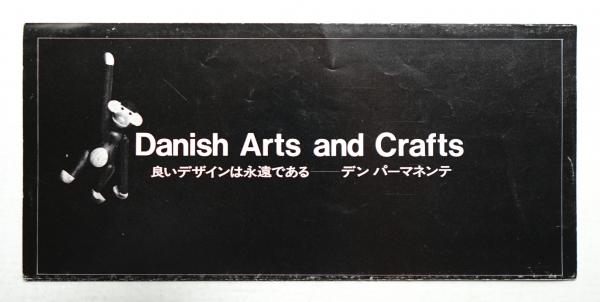 Danish Arts and Crafts
良いデザインは永遠である──デン パーマネンテ